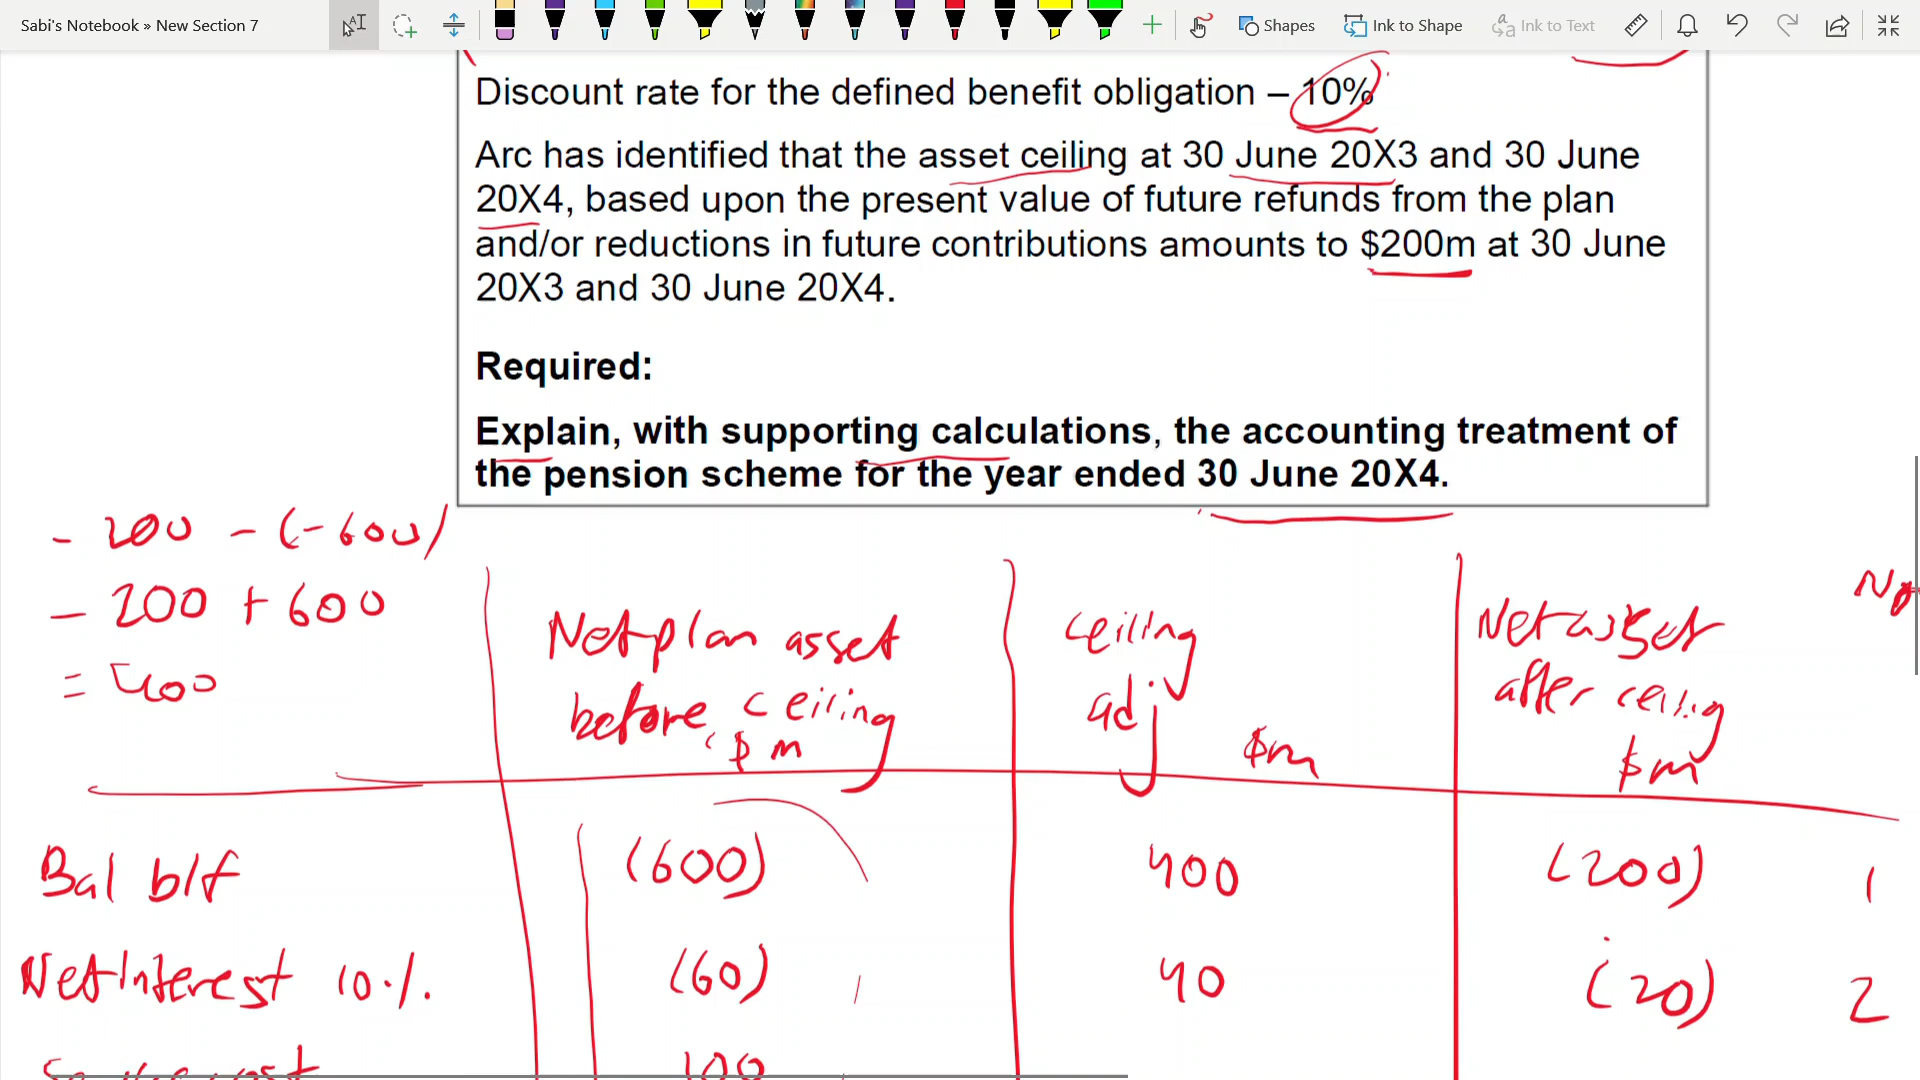 Sabi's Notebook » New Section 7
Shapes
Ink to Shape
Ink to Text
Discount rate for the defined benefit obligation – 10%
Arc has identified that the asset ceiling at 30 June 20X3 and 30 June
20X4, based upon the present value of future refunds from the plan
and/or reductions in future contributions amounts to $200m at 30 June
20X3 and 30 June 20X4.
Required:
Explain, with supporting calculations, the accounting treatment of
the pension scheme for the year ended 30 June 20X4.
- 200 - (-600)
- 200 + 600
= 400
Net plan asset
before ceiling
$m
ceiling
adj
$m
Net asset
after ceiling
$m
Bal b/f (600) 400 (200) 1
Net Interest 10% (60) 40 (20) 2
100